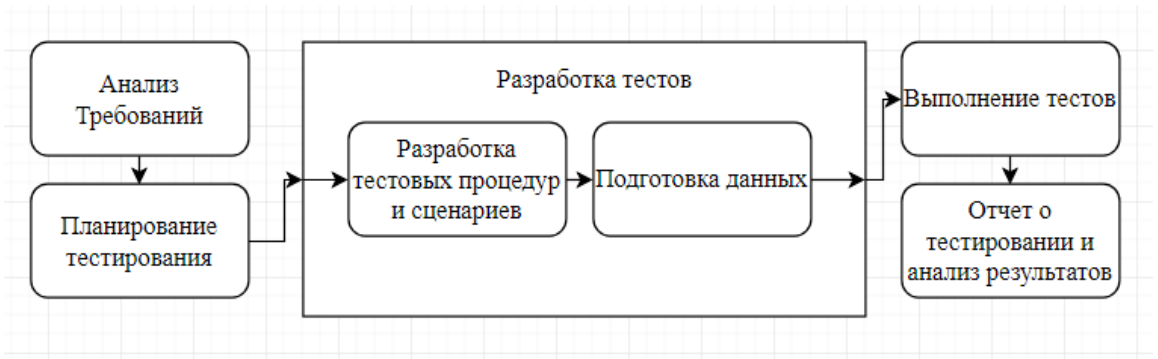 Анализ
Требований
Планирование
тестирования
Разработка тестов
Разработка
тестовых процедур
и сценариев
Подготовка данных
Выполнение тестов
Отчет о
тестировании и
анализ результатов